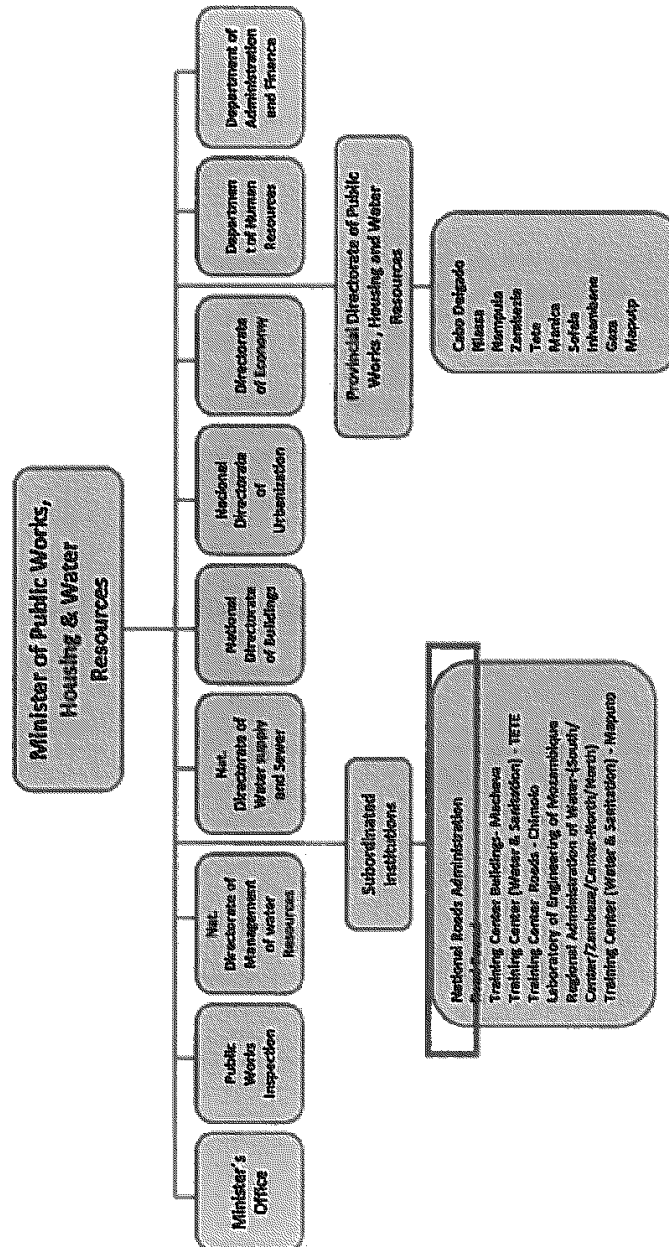 Minister of Public Works,
Housing & Water
Resources
Minister's
Office
Public
Works
Inspection
Nat.
Directorate of
Management
of water
Resources
Nat.
Directorate of
Water supply
and Sewer
National
Directorate
of Buildings
Nacional
Directorate
of
Urbanization
Directorate
of Economy
Departmen
t of Human
Resources
Department of
Administration
and Finance
Subordinated
Institutions
National Roads Administration
Training Center Buildings- Machava
Training Center (Water & Sanitation) - TETE
Training Center Roads - Chimoio
Laboratory of Engineering of Mozambique
Regional Administration of Water-(South/
Center/Zambeze/Center-North/North)
Training Center (Water & Sanitation) - Maputo
Provincial Directorate of Public
Works, Housing and Water
Resources
Cabo Delgado
Niassa
Nampula
Zambezia
Tete
Manica
Sofala
Inhambane
Gaza
Maputo